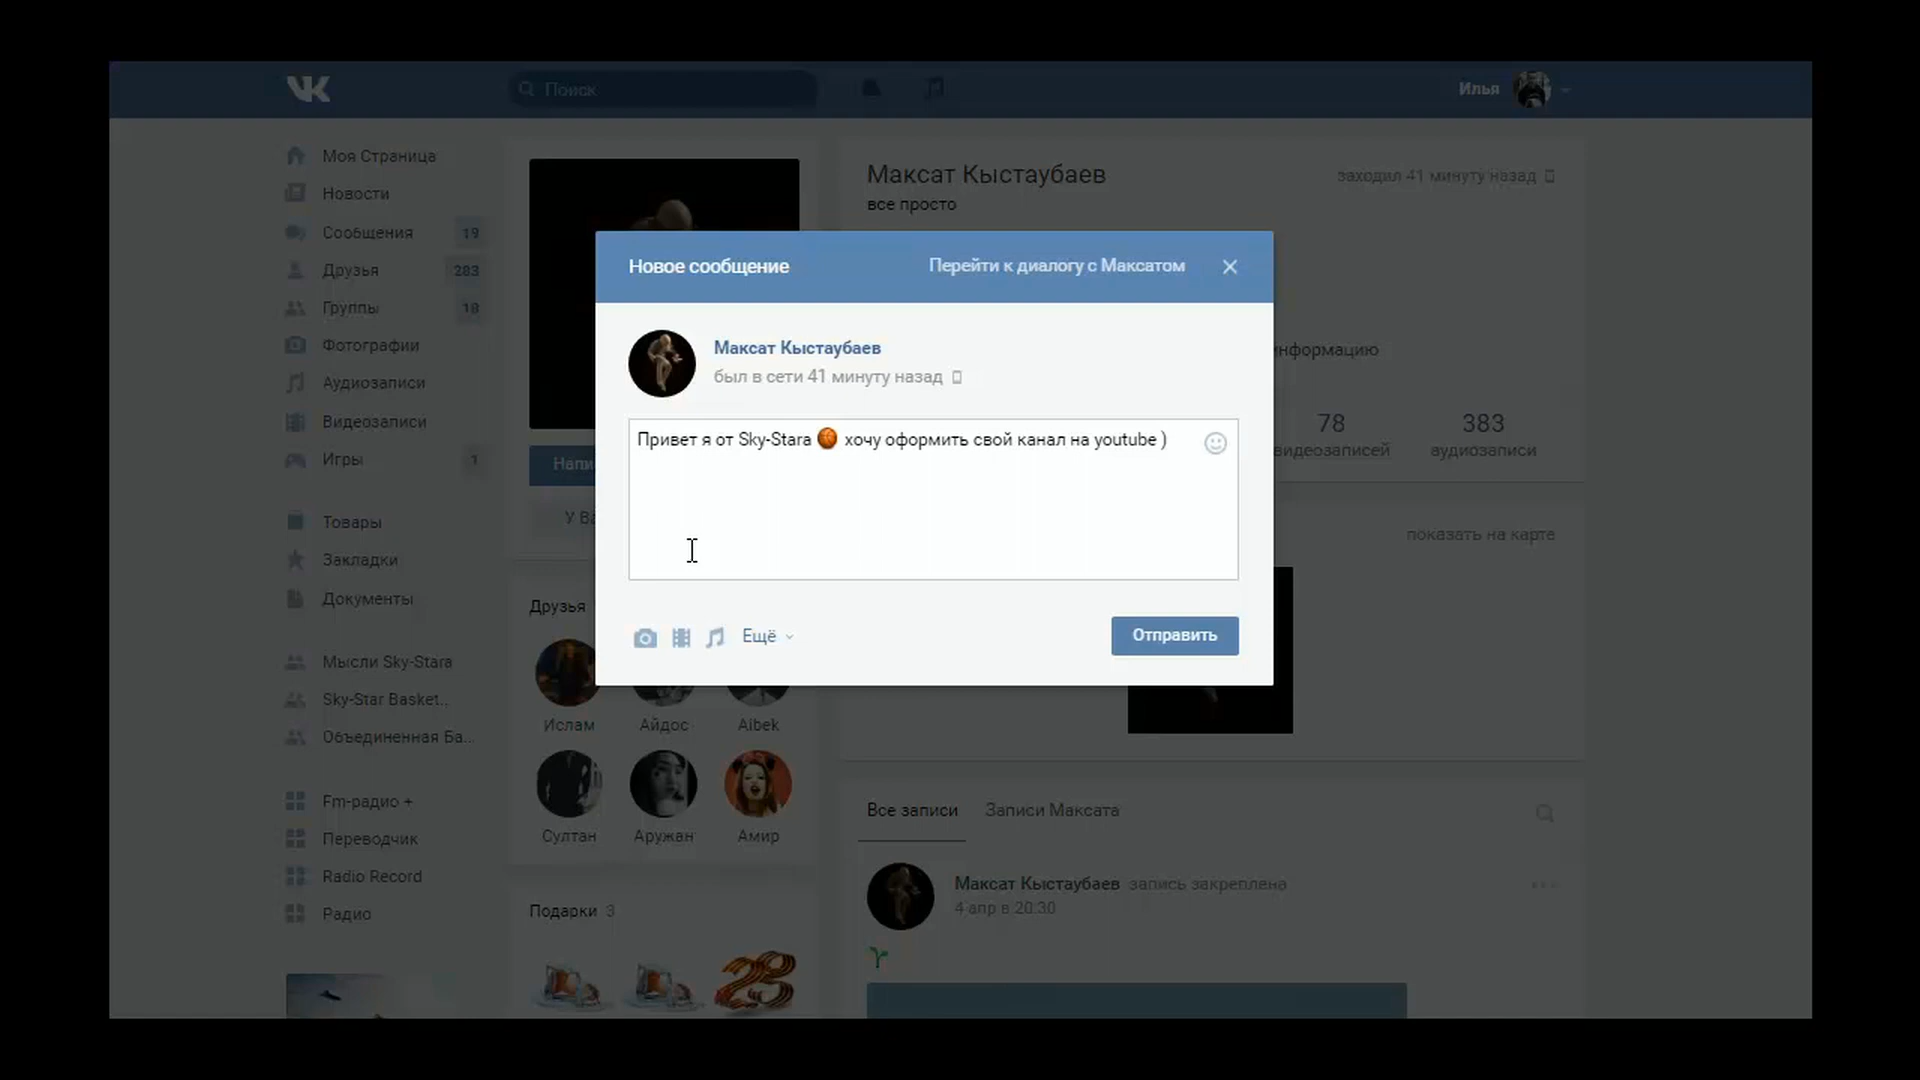 VK
Поиск
Илья
Моя Страница
Новости
Сообщения 19
Друзья 283
Группы 18
Фотографии
Аудиозаписи
Видеозаписи
Игры 1
Товары
Закладки
Документы
Мысли Sky-Stara
Sky-Star Basket..
Объединенная Ба...
Fm-радио +
Переводчик
Radio Record
Радио
Максат Кыстаубаев
заходил 41 минуту назад
все просто
Новое сообщение
Перейти к диалогу с Максатом
Максат Кыстаубаев
был в сети 41 минуту назад
Привет я от Sky-Stara 🏀 хочу оформить свой канал на youtube )
Ещё
Отправить
нформацию
78
идеозаписей
383
аудиозаписи
показать на карте
Напи
У Ва
Друзья
Ислам
Айдос
Aibek
Султан
Аружан
Амир
Подарки 3
Все записи
Записи Максата
Максат Кыстаубаев запись закреплена
4 апр в 20:30